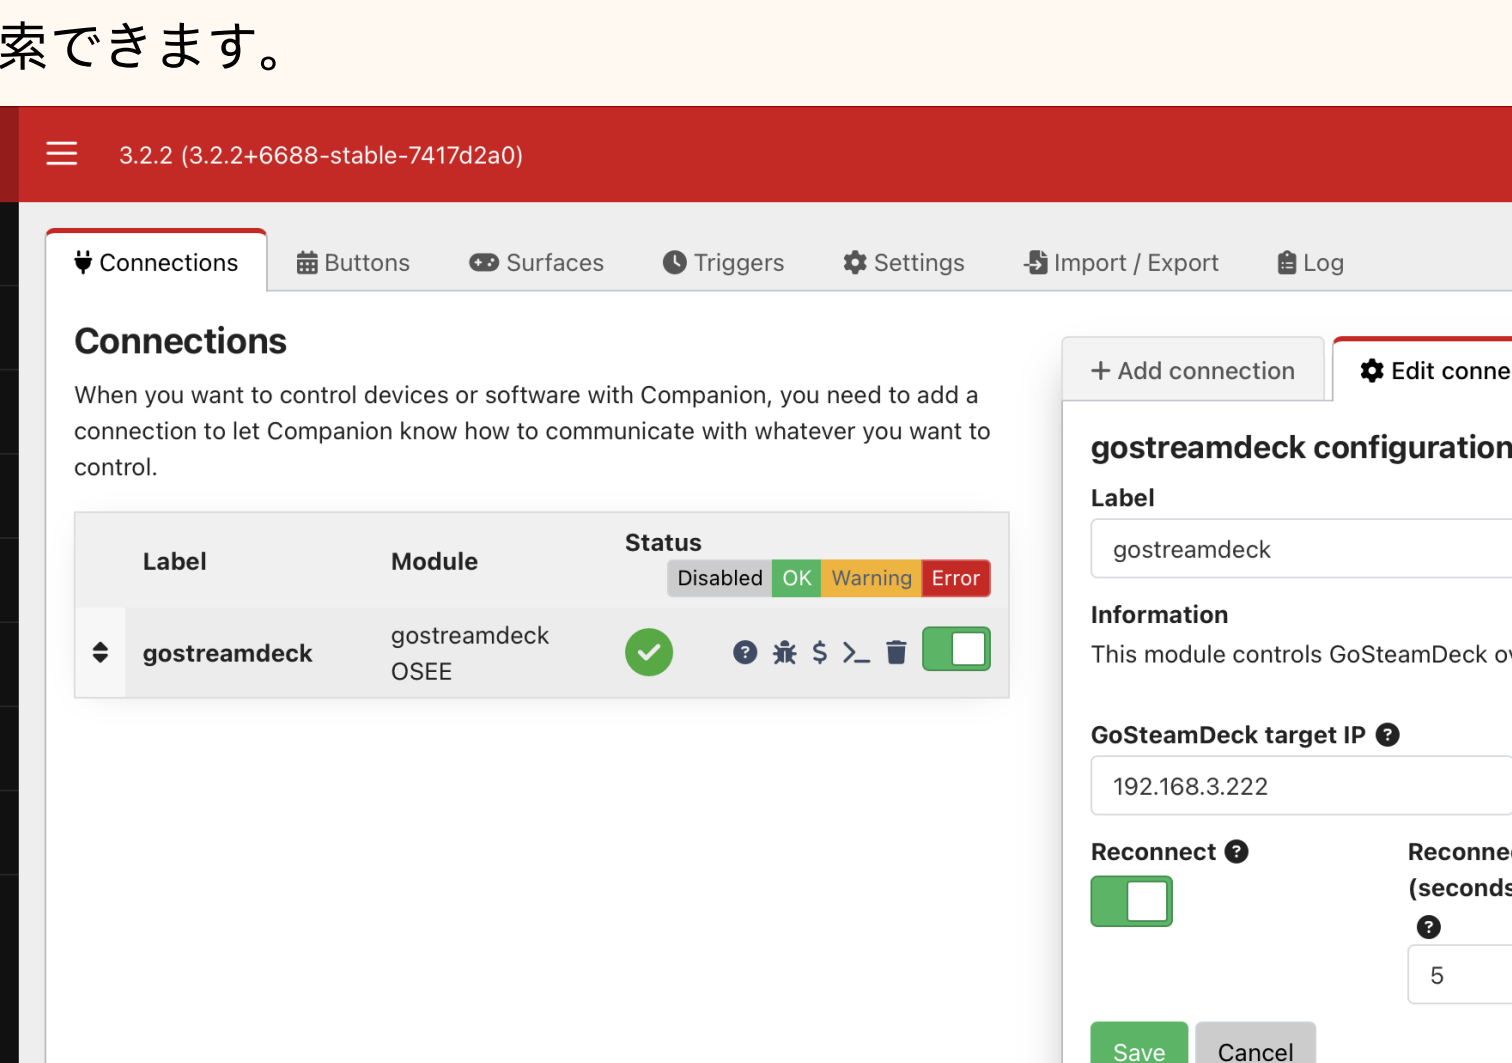 索できます。
3.2.2 (3.2.2+6688-stable-7417d2a0)
Connections
Buttons
Surfaces
Triggers
Settings
Import / Export
Log
Connections
When you want to control devices or software with Companion, you need to add a
connection to let Companion know how to communicate with whatever you want to
control.
Label
Module
Status
Disabled
OK
Warning
Error
gostreamdeck
gostreamdeck
OSEE
+ Add connection
Edit conne
gostreamdeck configuration
Label
gostreamdeck
Information
This module controls GoSteamDeck ov
GoSteamDeck target IP
192.168.3.222
Reconnect
Reconnec
(seconds
5
Save
Cancel